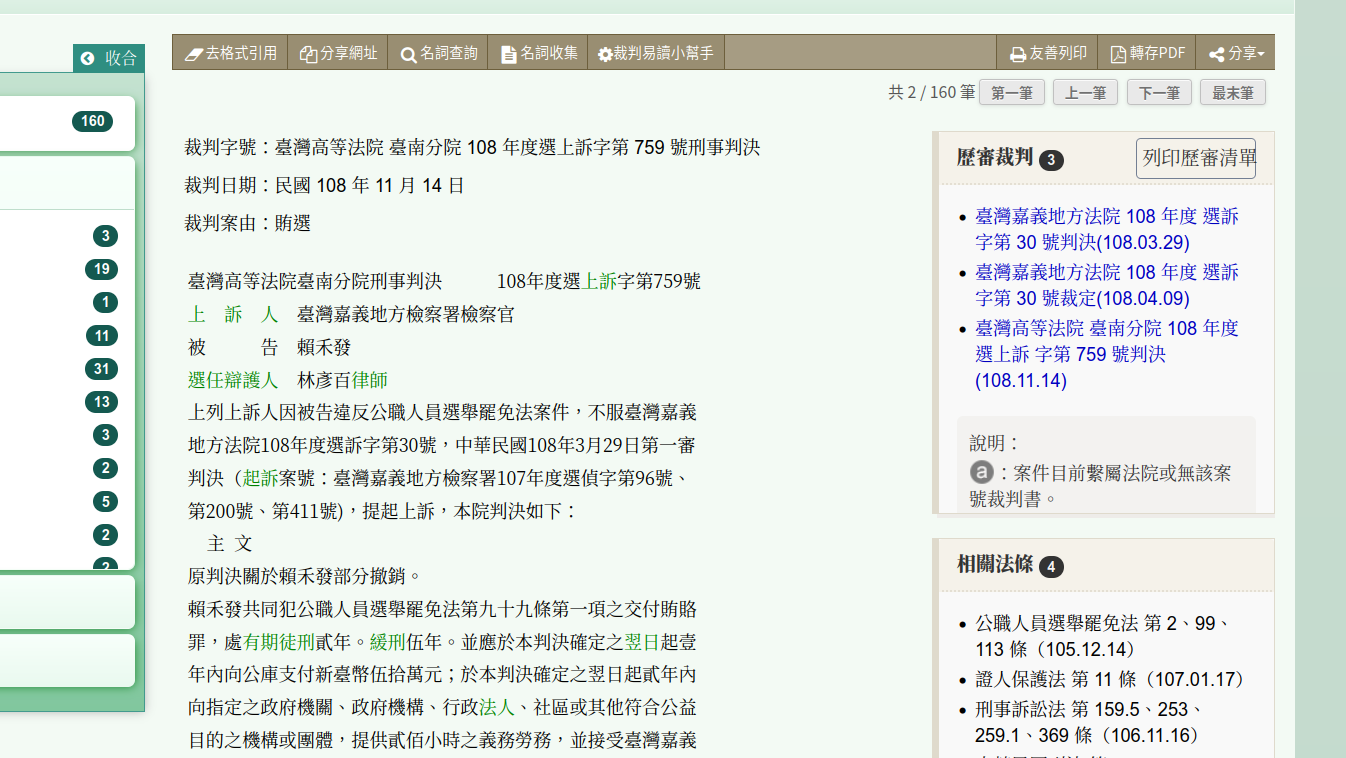 收合
160
3
19
1
11
31
13
3
2
5
2
去格式引用 分享網址 名詞查詢 名詞收集 裁判易讀小幫手 友善列印 轉存PDF 分享
共 2 / 160 筆 第一筆 上一筆 下一筆 最末筆
裁判字號：臺灣高等法院 臺南分院 108 年度選上訴字第 759 號刑事判決
裁判日期：民國 108 年 11 月 14 日
裁判案由：賄選
臺灣高等法院臺南分院刑事判決　　　108年度選上訴字第759號
上　訴　人　臺灣嘉義地方檢察署檢察官
被　　　告　賴禾發
選任辯護人　林彥百律師
上列上訴人因被告違反公職人員選舉罷免法案件，不服臺灣嘉義
地方法院108年度選訴字第30號，中華民國108年3月29日第一審
判決（起訴案號：臺灣嘉義地方檢察署107年度選偵字第96號、
第200號、第411號)，提起上訴，本院判決如下：
主 文
原判決關於賴禾發部分撤銷。
賴禾發共同犯公職人員選舉罷免法第九十九條第一項之交付賄賂
罪，處有期徒刑貳年。緩刑伍年。並應於本判決確定之翌日起壹
年內向公庫支付新臺幣伍拾萬元；於本判決確定之翌日起貳年內
向指定之政府機關、政府機構、行政法人、社區或其他符合公益
目的之機構或團體，提供貳佰小時之義務勞務，並接受臺灣嘉義
歷審裁判 3 列印歷審清單
臺灣嘉義地方法院 108 年度 選訴
字第 30 號判決(108.03.29)
臺灣嘉義地方法院 108 年度 選訴
字第 30 號裁定(108.04.09)
臺灣高等法院 臺南分院 108 年度
選上訴 字第 759 號判決
(108.11.14)
說明：
a：案件目前繫屬法院或無該案
號裁判書。
相關法條 4
公職人員選舉罷免法 第 2、99、
113 條（105.12.14）
證人保護法 第 11 條（107.01.17）
刑事訴訟法 第 159.5、253、
259.1、369 條（106.11.16）